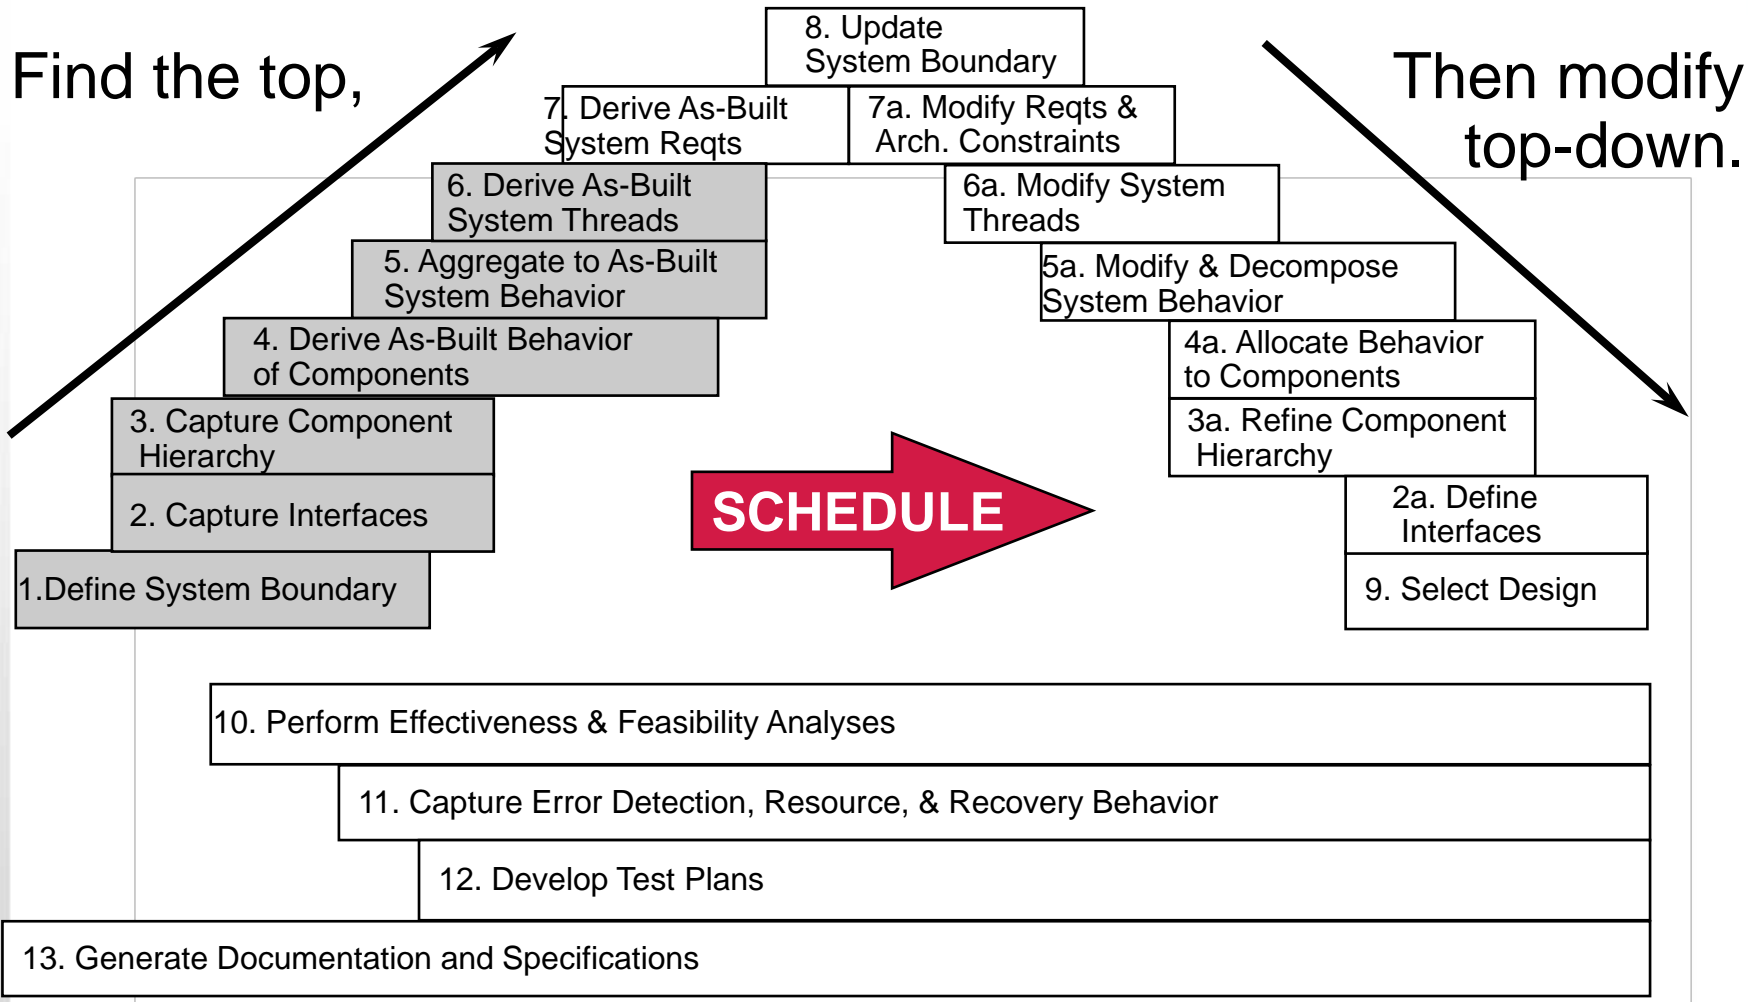 Find the top,
Then modify
top-down.
8. Update
System Boundary
7. Derive As-Built
System Reqts
7a. Modify Reqts &
Arch. Constraints
6. Derive As-Built
System Threads
6a. Modify System
Threads
5. Aggregate to As-Built
System Behavior
5a. Modify & Decompose
System Behavior
4. Derive As-Built Behavior
of Components
4a. Allocate Behavior
to Components
3. Capture Component
Hierarchy
3a. Refine Component
Hierarchy
2. Capture Interfaces
SCHEDULE
2a. Define
Interfaces
1.Define System Boundary
9. Select Design
10. Perform Effectiveness & Feasibility Analyses
11. Capture Error Detection, Resource, & Recovery Behavior
12. Develop Test Plans
13. Generate Documentation and Specifications